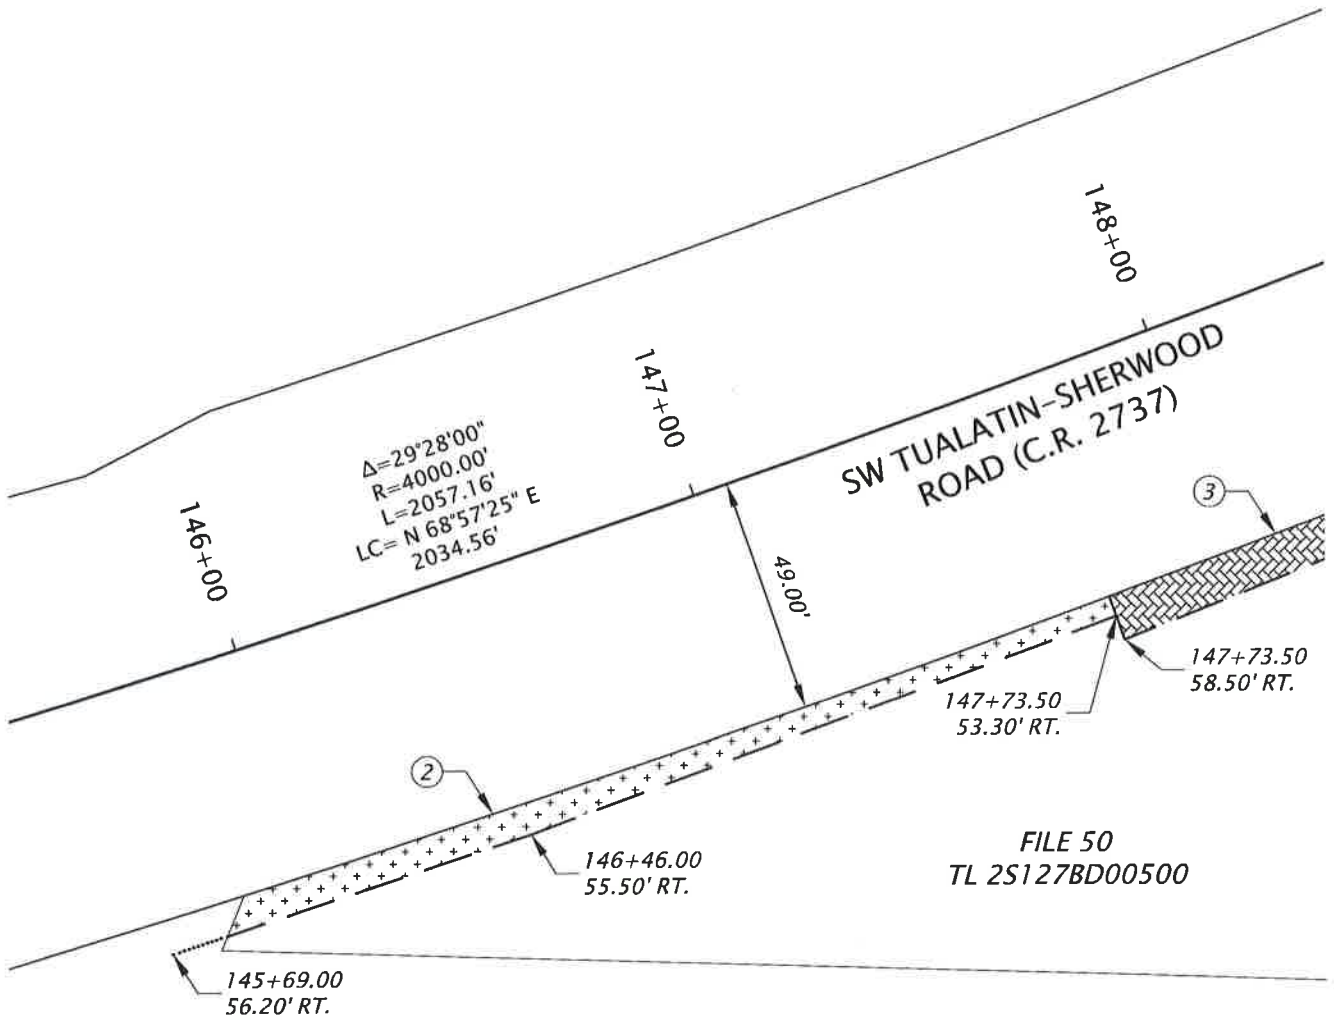 148+00
147+00
146+00
Δ=29°28'00"
R=4000.00'
L=2057.16'
LC= N 68°57'25" E
2034.56'
SW TUALATIN-SHERWOOD
ROAD (C.R. 2737)
49.00'
3
147+73.50
58.50' RT.
147+73.50
53.30' RT.
2
146+46.00
55.50' RT.
FILE 50
TL 2S127BD00500
145+69.00
56.20' RT.